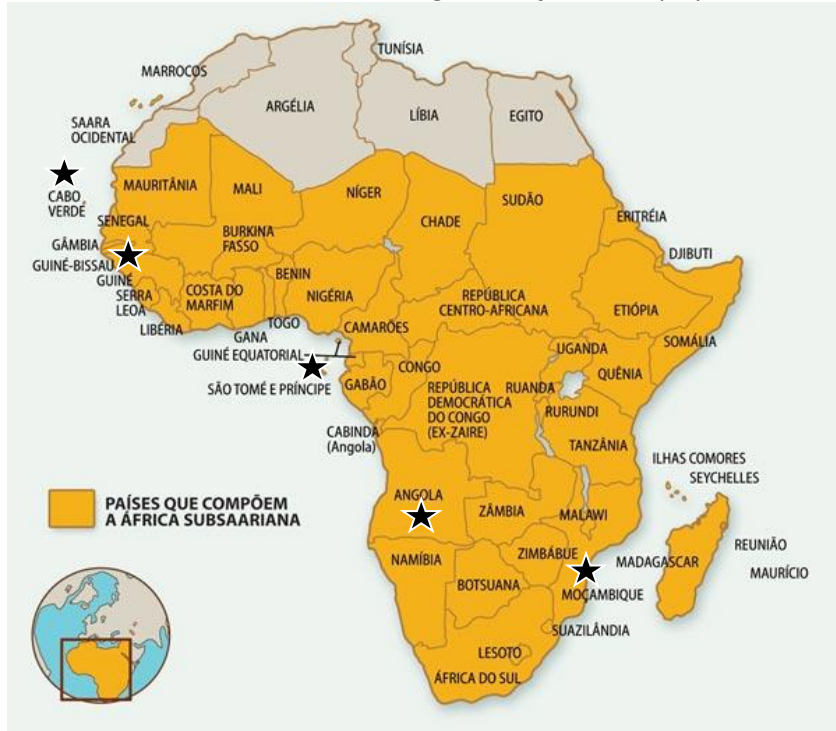 TUNÍSIA
MARROCOS
ARGÉLIA
LÍBIA
EGITO
SAARA
OCIDENTAL
CABO
VERDE
MAURITÂNIA
MALI
NÍGER
CHADE
SUDÃO
ERITRÉIA
DJIBUTI
SENEGAL
GÂMBIA
GUINÉ-BISSAU
GUINÉ
SERRA
LEOA
LIBÉRIA
BURKINA
FASSO
COSTA DO
MARFIM
GANA
TOGO
BENIN
NIGÉRIA
CAMARÕES
REPÚBLICA
CENTRO-AFRICANA
ETIÓPIA
SOMÁLIA
GUINÉ EQUATORIAL
SÃO TOMÉ E PRÍNCIPE
GABÃO
CONGO
REPÚBLICA
DEMOCRÁTICA
DO CONGO
(EX-ZAIRE)
UGANDA
RUANDA
QUÊNIA
RURUNDI
TANZÂNIA
CABINDA
(Angola)
ILHAS COMORES
SEYCHELLES
ANGOLA
ZÂMBIA
MALAWI
PAÍSES QUE COMPÕEM
A ÁFRICA SUBSAARIANA
NAMÍBIA
ZIMBÁBUE
BOTSUANA
MOÇAMBIQUE
MADAGASCAR
REUNIÃO
MAURÍCIO
SUAZILÂNDIA
LESOTO
ÁFRICA DO SUL